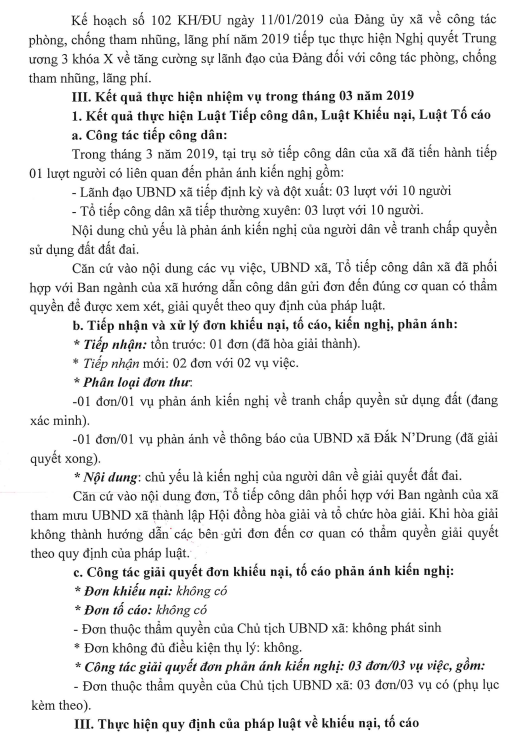 Kế hoạch số 102 KH/ĐU ngày 11/01/2019 của Đảng ủy xã về công tác
phòng, chống tham nhũng, lãng phí năm 2019 tiếp tục thực hiện Nghị quyết Trung
ương 3 khóa X về tăng cường sự lãnh đạo của Đảng đối với công tác phòng, chống
tham nhũng, lãng phí.
III. Kết quả thực hiện nhiệm vụ trong tháng 03 năm 2019
1. Kết quả thực hiện Luật Tiếp công dân, Luật Khiếu nại, Luật Tố cáo
a. Công tác tiếp công dân:
Trong tháng 3 năm 2019, tại trụ sở tiếp công dân của xã đã tiến hành tiếp
01 lượt người có liên quan đến phản ánh kiến nghị gồm:
- Lãnh đạo UBND xã tiếp định kỳ và đột xuất: 03 lượt với 10 người
- Tổ tiếp công dân xã tiếp thường xuyên: 03 lượt với 10 người.
Nội dung chủ yếu là phản ánh kiến nghị của người dân về tranh chấp quyền
sử dụng đất đất đai.
Căn cứ vào nội dung các vụ việc, UBND xã, Tổ tiếp công dân xã đã phối
hợp với Ban ngành của xã hướng dẫn công dân gửi đơn đến đúng cơ quan có thẩm
quyền để được xem xét, giải quyết theo quy định của pháp luật.
b. Tiếp nhận và xử lý đơn khiếu nại, tố cáo, kiến nghị, phản ánh:
* Tiếp nhận: tồn trước: 01 đơn (đã hòa giải thành).
* Tiếp nhận mới: 02 đơn với 02 vụ việc.
* Phân loại đơn thư:
-01 đơn/01 vụ phản ánh kiến nghị về tranh chấp quyền sử dụng đất (đang
xác minh).
-01 đơn/01 vụ phản ánh về thông báo của UBND xã Đắk N’Drung (đã giải
quyết xong).
* Nội dung: chủ yếu là kiến nghị của người dân về giải quyết đất đai.
Căn cứ vào nội dung đơn, Tổ tiếp công dân phối hợp với Ban ngành của xã
tham mưu UBND xã thành lập Hội đồng hòa giải và tổ chức hòa giải. Khi hòa giải
không thành hướng dẫn các bên gửi đơn đến cơ quan có thẩm quyền giải quyết
theo quy định của pháp luật.
c. Công tác giải quyết đơn khiếu nại, tố cáo phản ánh kiến nghị:
* Đơn khiếu nại: không có
* Đơn tố cáo: không có
- Đơn thuộc thẩm quyền của Chủ tịch UBND xã: không phát sinh
* Đơn không đủ điều kiện thụ lý: không.
* Công tác giải quyết đơn phản ánh kiến nghị: 03 đơn/03 vụ việc, gồm:
- Đơn thuộc thẩm quyền của Chủ tịch UBND xã: 03 đơn/03 vụ có (phụ lục
kèm theo).
III. Thực hiện quy định của pháp luật về khiếu nại, tố cáo